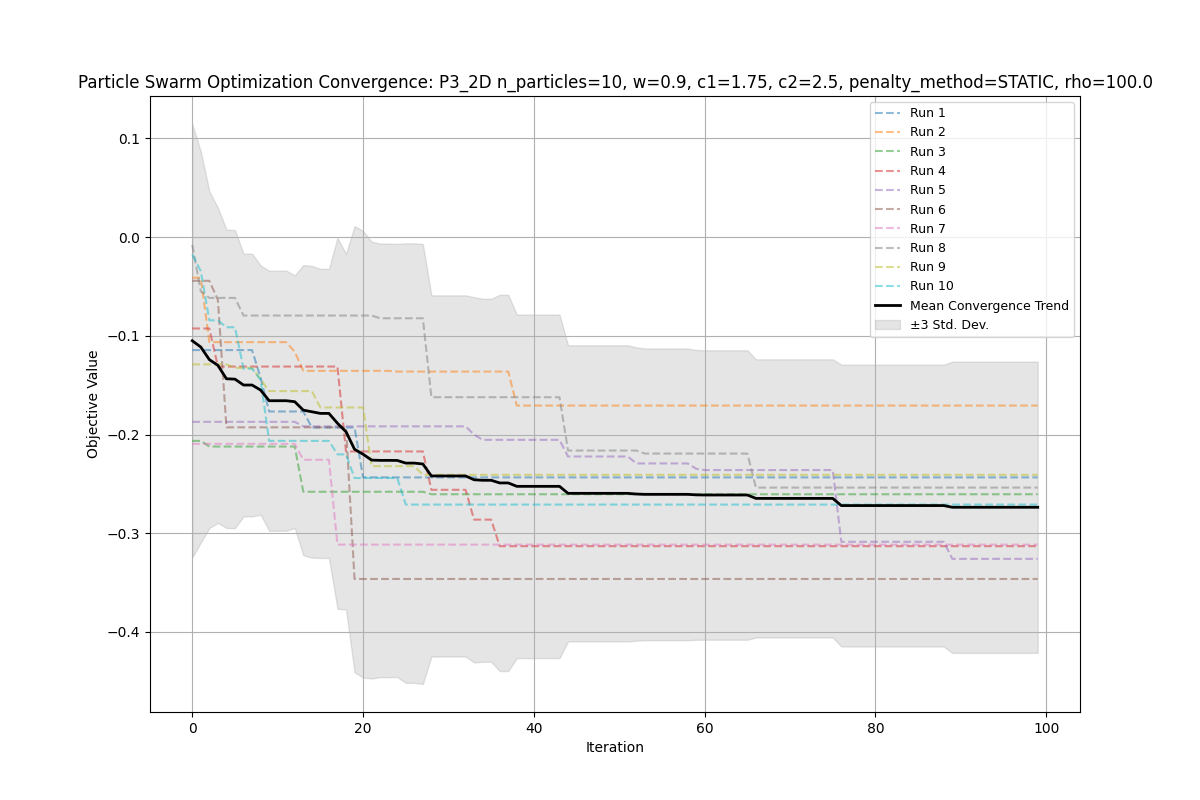 Particle Swarm Optimization Convergence: P3_2D n_particles=10, w=0.9, c1=1.75, c2=2.5, penalty_method=STATIC, rho=100.0
Objective Value
0.1
0.0
−0.1
−0.2
−0.3
−0.4
Run 1
Run 2
Run 3
Run 4
Run 5
Run 6
Run 7
Run 8
Run 9
Run 10
Mean Convergence Trend
±3 Std. Dev.
0 20 40 60 80 100
Iteration